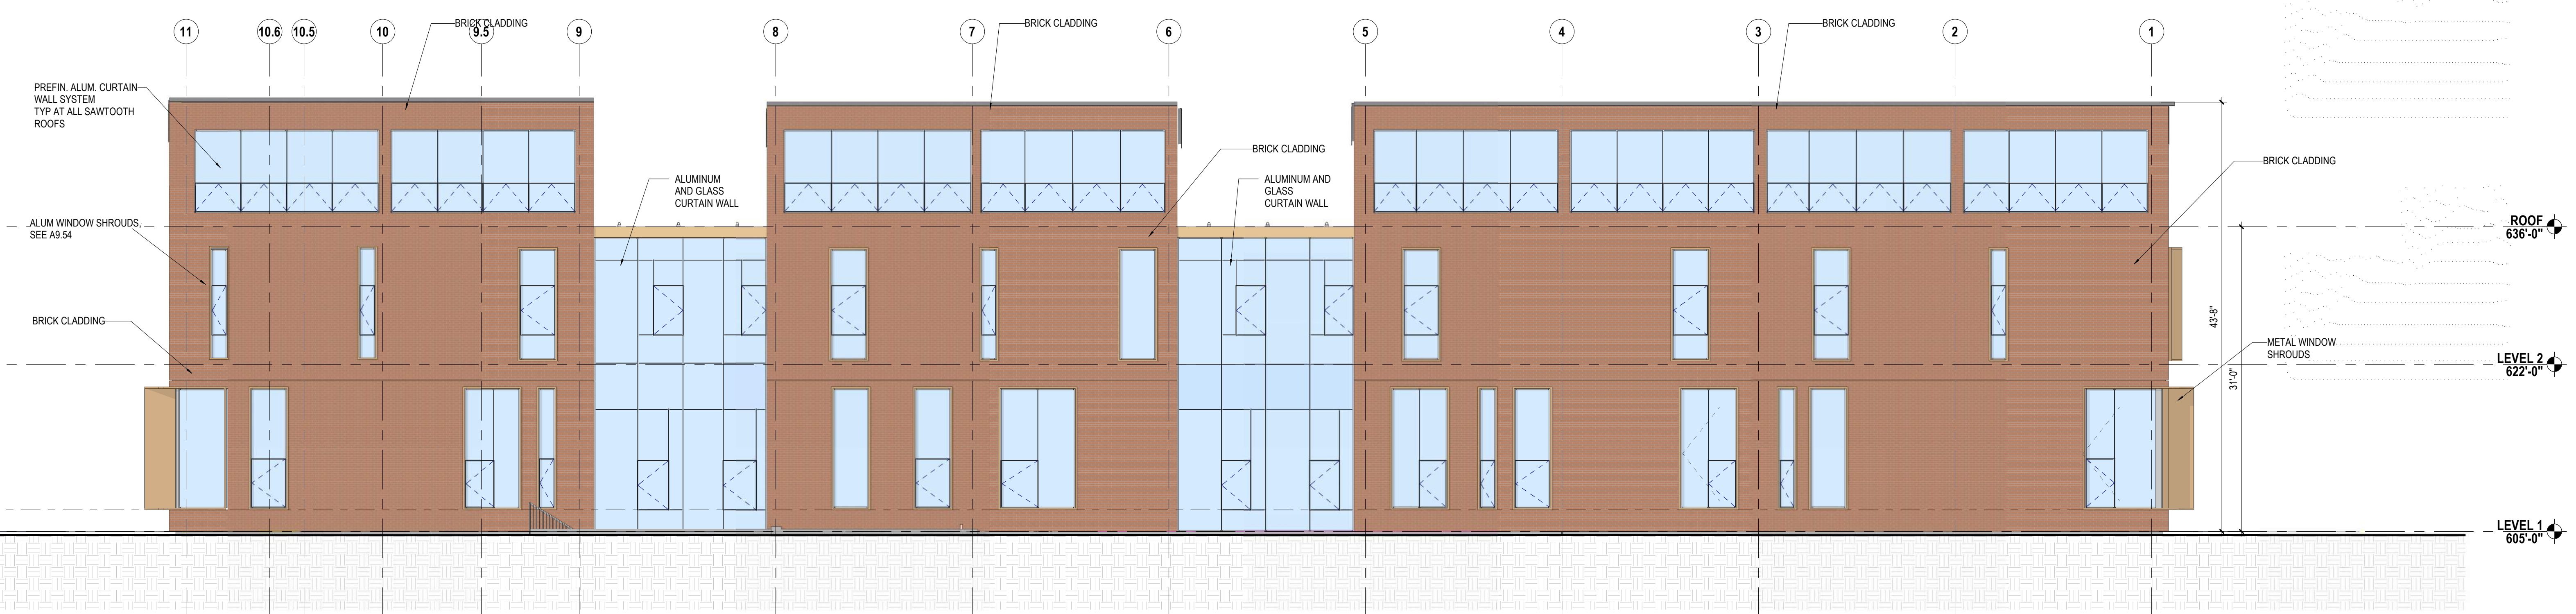 BRICK CLADDING
BRICK CLADDING
BRICK CLADDING
11
10.6
10.5
10
9.5
9
8
7
6
5
4
3
2
1
PREFIN. ALUM. CURTAIN
WALL SYSTEM
TYP AT ALL SAWTOOTH
ROOFS
BRICK CLADDING
BRICK CLADDING
ALUMINUM
AND GLASS
CURTAIN WALL
ALUMINUM AND
GLASS
CURTAIN WALL
ALUM WINDOW SHROUDS,
SEE A9.54
ROOF
636'-0"
BRICK CLADDING
43'-8"
METAL WINDOW
SHROUDS
31'-0"
LEVEL 2
622'-0"
LEVEL 1
605'-0"